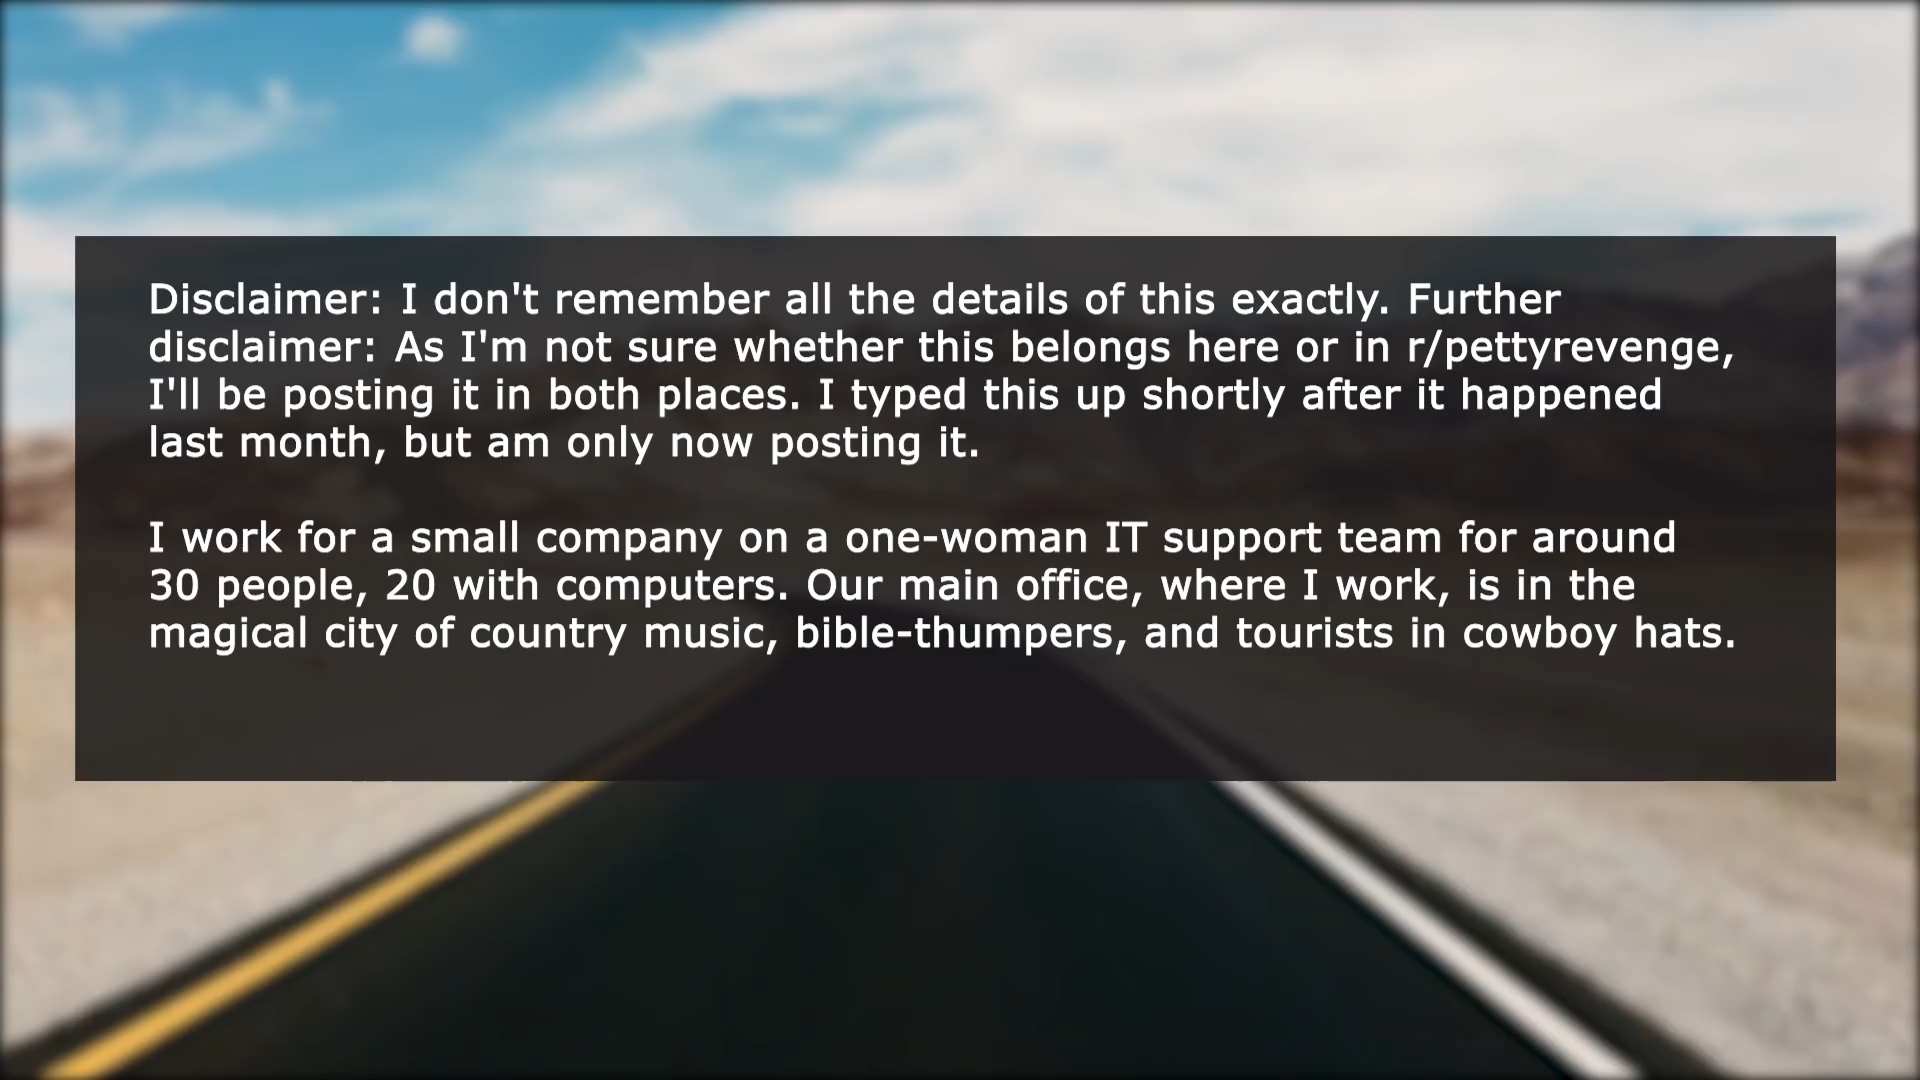 Disclaimer: I don't remember all the details of this exactly. Further
disclaimer: As I'm not sure whether this belongs here or in r/pettyrevenge,
I'll be posting it in both places. I typed this up shortly after it happened
last month, but am only now posting it.
I work for a small company on a one-woman IT support team for around
30 people, 20 with computers. Our main office, where I work, is in the
magical city of country music, bible-thumpers, and tourists in cowboy hats.